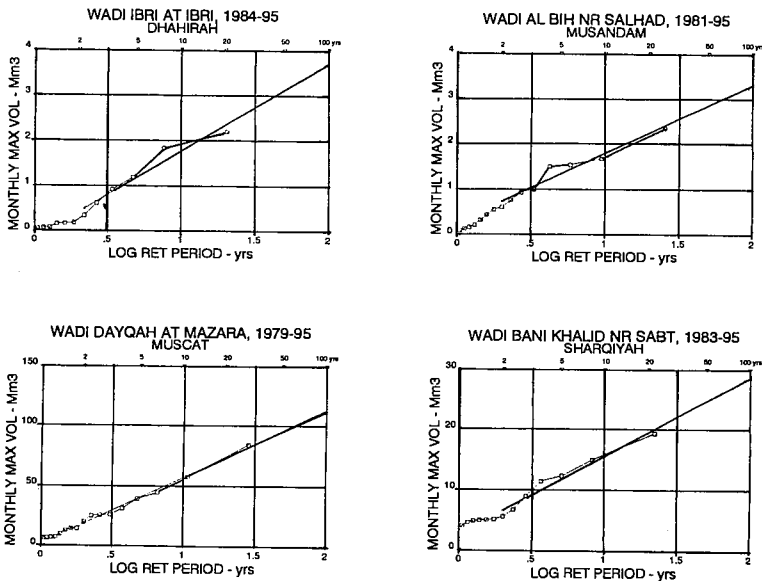 WADI IBRI AT IBRI, 1984-95
DHAHIRAH
2 5 10 20 50 100 yrs
MONTHLY MAX VOL - Mm3
4
3
2
1
0
0 .5 1 1.5 2
LOG RET PERIOD - yrs
WADI AL BIH NR SALHAD, 1981-95
MUSANDAM
2 5 10 20 50 100 yrs
MONTHLY MAX VOL - Mm3
4
3
2
1
0
0 .5 1 1.5 2
LOG RET PERIOD - yrs
WADI DAYQAH AT MAZARA, 1979-95
MUSCAT
2 5 10 20 50 100 yrs
MONTHLY MAX VOL - Mm3
150
100
50
0
0 .5 1 1.5 2
LOG RET PERIOD - yrs
WADI BANI KHALID NR SABT, 1983-95
SHARQIYAH
2 5 10 20 50 100 yrs
MONTHLY MAX VOL - Mm3
30
20
10
0
0 .5 1 1.5 2
LOG RET PERIOD - yrs